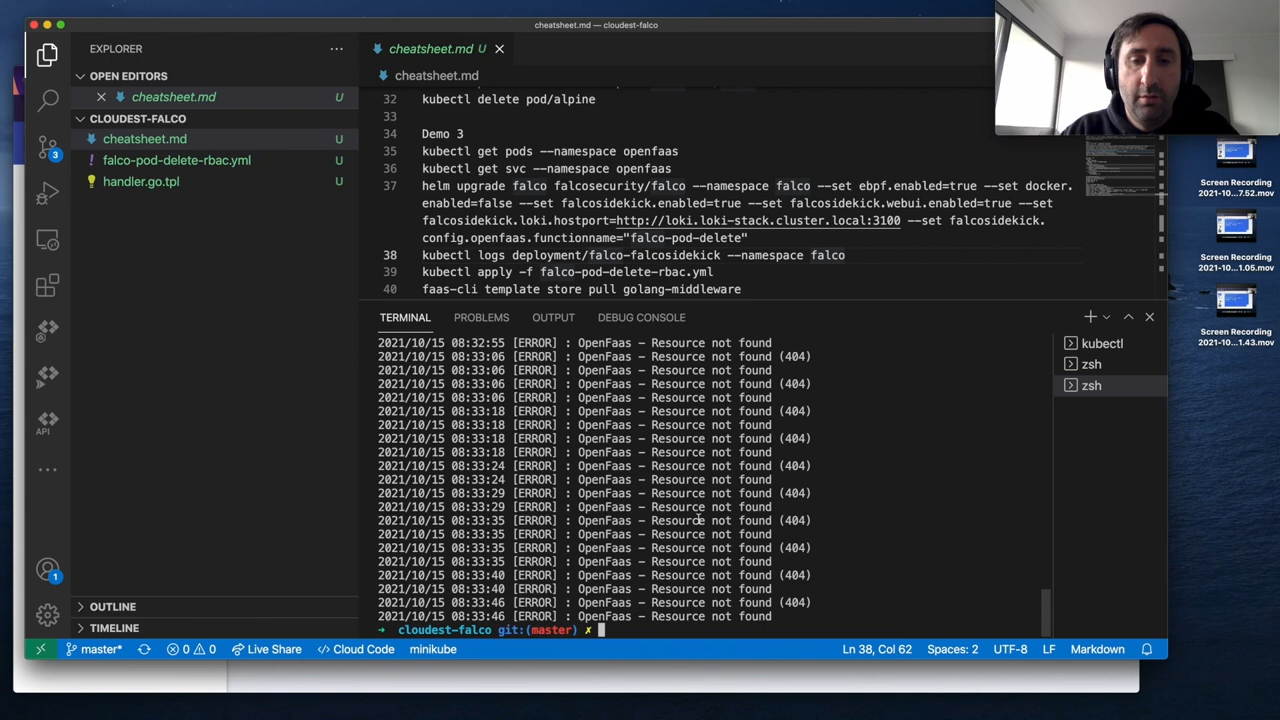 cheatsheet.md — cloudest-falco
EXPLORER
OPEN EDITORS
cheatsheet.md U
CLOUDEST-FALCO
cheatsheet.md U
falco-pod-delete-rbac.yml U
handler.go.tpl U
3
API
1
OUTLINE
TIMELINE
cheatsheet.md U
cheatsheet.md
32 kubectl delete pod/alpine
33
34 Demo 3
35 kubectl get pods --namespace openfaas
36 kubectl get svc --namespace openfaas
37 helm upgrade falco falcosecurity/falco --namespace falco --set ebpf.enabled=true --set docker.
enabled=false --set falcosidekick.enabled=true --set falcosidekick.webui.enabled=true --set
falcosidekick.loki.hostport=http://loki.loki-stack.cluster.local:3100 --set falcosidekick.
config.openfaas.functionname="falco-pod-delete"
38 kubectl logs deployment/falco-falcosidekick --namespace falco
39 kubectl apply -f falco-pod-delete-rbac.yml
40 faas-cli template store pull golang-middleware
TERMINAL PROBLEMS OUTPUT DEBUG CONSOLE
kubectl
zsh
zsh
2021/10/15 08:32:55 [ERROR] : OpenFaas - Resource not found
2021/10/15 08:33:06 [ERROR] : OpenFaas - Resource not found (404)
2021/10/15 08:33:06 [ERROR] : OpenFaas - Resource not found
2021/10/15 08:33:06 [ERROR] : OpenFaas - Resource not found (404)
2021/10/15 08:33:06 [ERROR] : OpenFaas - Resource not found
2021/10/15 08:33:18 [ERROR] : OpenFaas - Resource not found (404)
2021/10/15 08:33:18 [ERROR] : OpenFaas - Resource not found
2021/10/15 08:33:18 [ERROR] : OpenFaas - Resource not found (404)
2021/10/15 08:33:18 [ERROR] : OpenFaas - Resource not found
2021/10/15 08:33:24 [ERROR] : OpenFaas - Resource not found (404)
2021/10/15 08:33:24 [ERROR] : OpenFaas - Resource not found
2021/10/15 08:33:29 [ERROR] : OpenFaas - Resource not found (404)
2021/10/15 08:33:29 [ERROR] : OpenFaas - Resource not found
2021/10/15 08:33:35 [ERROR] : OpenFaas - Resource not found (404)
2021/10/15 08:33:35 [ERROR] : OpenFaas - Resource not found
2021/10/15 08:33:35 [ERROR] : OpenFaas - Resource not found (404)
2021/10/15 08:33:35 [ERROR] : OpenFaas - Resource not found
2021/10/15 08:33:40 [ERROR] : OpenFaas - Resource not found (404)
2021/10/15 08:33:40 [ERROR] : OpenFaas - Resource not found
2021/10/15 08:33:46 [ERROR] : OpenFaas - Resource not found (404)
2021/10/15 08:33:46 [ERROR] : OpenFaas - Resource not found
→ cloudest-falco git:(master) ✗
master* 0 0 Live Share Cloud Code minikube Ln 38, Col 62 Spaces: 2 UTF-8 LF Markdown
Screen Recording
2021-10...7.52.mov
Screen Recording
2021-10...1.05.mov
Screen Recording
2021-10...1.43.mov